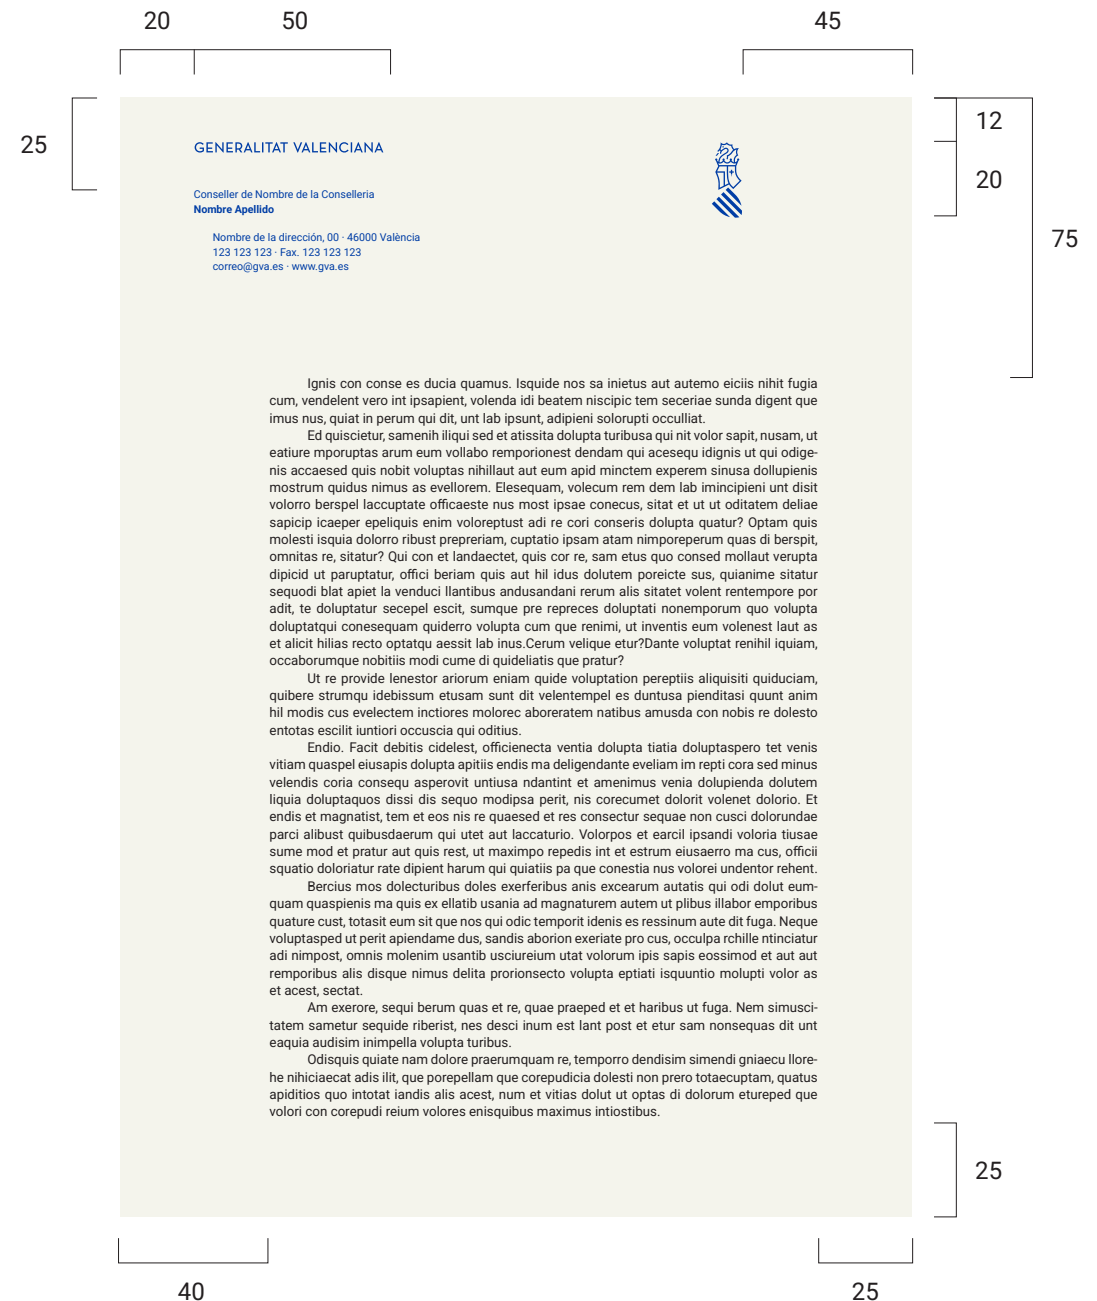 20
50
45
25
12
20
75
GENERALITAT VALENCIANA
Conseller de Nombre de la Conselleria
Nombre Apellido
Nombre de la dirección, 00 · 46000 València
123 123 123 · Fax. 123 123 123
correo@gva.es · www.gva.es
Ignis con conse es ducia quamus. Isquide nos sa inietus aut autemo eiciis nihit fugia
cum, vendelent vero int ipsapient, volenda idi beatem niscipic tem seceriae sunda digent que
imus nus, quiat in perum qui dit, unt lab ipsunt, adipieni solorupti occulliat.
Ed quiscietur, samenih iliqui sed et atissita dolupta turibusa qui nit volor sapit, nusam, ut
eatiure mporuptas arum eum vollabo remporionest dendam qui acesequ idignis ut qui odige-
nis accaesed quis nobit voluptas nihillaut aut eum apid minctem experem sinusa dollupienis
mostrum quidus nimus as evellorem. Elesequam, volecum rem dem lab imincipieni unt disit
volorro berspel laccuptate officaeste nus most ipsae conecus, sitat et ut ut oditatem deliae
sapicip icaeper epeliquis enim voloreptust adi re cori conseris dolupta quatur? Optam quis
molesti isquia dolorro ribust prepreriam, cuptatio ipsam atam nimporeperum quas di berspit,
omnitas re, sitatur? Qui con et landaectet, quis cor re, sam etus quo consed mollaut verupta
dipicid ut paruptatur, offici beriam quis aut hil idus dolutem poreicte sus, quianime sitatur
sequodi blat apiet la venduci llantibus andusandani rerum alis sitatet volent rentempore por
adit, te doluptatur secepel escit, sumque pre repreces doluptati nonemporum quo volupta
doluptatqui conesequam quiderro volupta cum que renimi, ut inventis eum volenest laut as
et alicit hilias recto optatqu aessit lab inus.Cerum velique etur?Dante voluptat renihil iquiam,
occaborumque nobitiis modi cume di quideliatis que pratur?
Ut re provide lenestor ariorum eniam quide voluptation pereptiis aliquisiti quiduciam,
quibere strumqu idebissum etusam sunt dit velentempel es duntusa pienditasi quunt anim
hil modis cus evelectem inctiores molorec aboreratem natibus amusda con nobis re dolesto
entotas escilit iuntiori occuscia qui oditius.
Endio. Facit debitis cidelest, officienecta ventia dolupta tiatia doluptaspero tet venis
vitiam quaspel eiusapis dolupta apitiis endis ma deligendante eveliam im repti cora sed minus
velendis coria consequ asperovit untiusa ndantint et amenimus venia dolupienda dolutem
liquia doluptaquos dissi dis sequo modipsa perit, nis corecumet dolorit volenet dolorio. Et
endis et magnatist, tem et eos nis re quaesed et res consectur sequae non cusci dolorundae
parci alibust quibusdaerum qui utet aut laccaturio. Volorpos et earcil ipsandi voloria tiusae
sume mod et pratur aut quis rest, ut maximpo repedis int et estrum eiusaerro ma cus, officii
squatio doloriatur rate dipient harum qui quiatiis pa que conestia nus volorei undentor rehent.
Bercius mos dolecturibus doles exerferibus anis excearum autatis qui odi dolut eum-
quam quaspienis ma quis ex ellatib usania ad magnaturem autem ut plibus illabor emporibus
quature cust, totasit eum sit que nos qui odic temporit idenis es ressinum aute dit fuga. Neque
voluptasped ut perit apiendame dus, sandis aborion exeriate pro cus, occulpa rchille ntinciatur
adi nimpost, omnis molenim usantib usciureium utat volorum ipis sapis eossimod et aut aut
remporibus alis disque nimus delita prorionsecto volupta eptiati isquuntio molupti volor as
et acest, sectat.
Am exerore, sequi berum quas et re, quae praeped et et haribus ut fuga. Nem simusci-
tatem sametur sequide riberist, nes desci inum est lant post et etur sam nonsequas dit unt
eaquia audisim inimpella volupta turibus.
Odisquis quiate nam dolore praerumquam re, temporro dendisim simendi gniaecu llore-
he nihiciaecat adis ilit, que porepellam que corepudicia dolesti non prero totaecuptam, quatus
apiditios quo intotat iandis alis acest, num et vitias dolut ut optas di dolorum etureped que
volori con corepudi reium volores enisquibus maximus intiostibus.
25
40
25